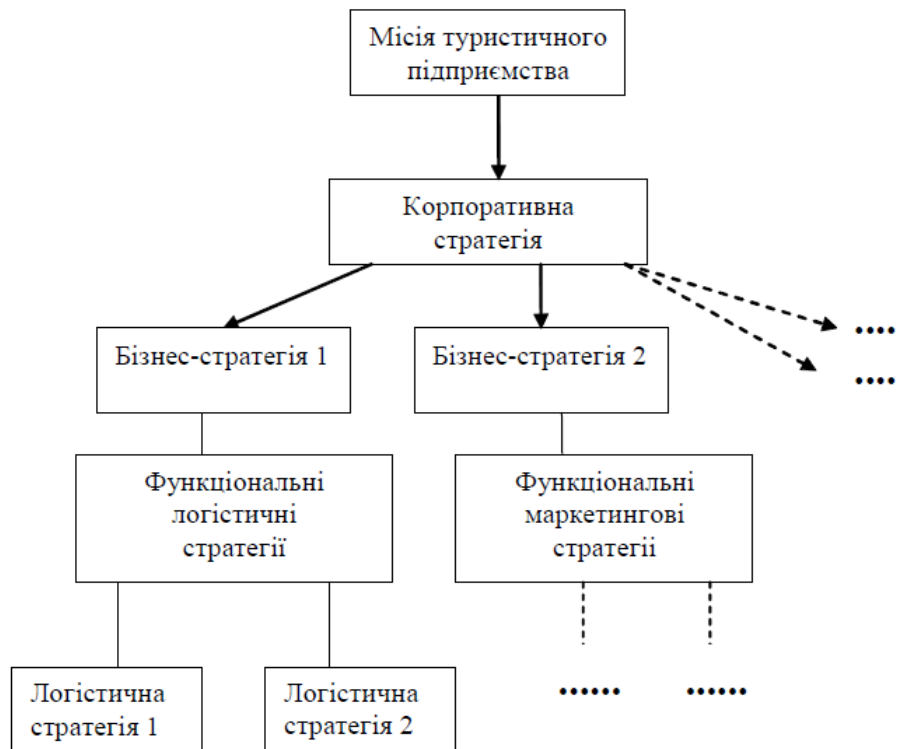 Місія туристичного
підприємства
Корпоративна
стратегія
....
Бізнес-стратегія 1
Бізнес-стратегія 2
....
Функціональні
логістичні
стратегії
Функціональні
маркетингові
стратегіі
Логістична
стратегія 1
Логістична
стратегія 2
......
......